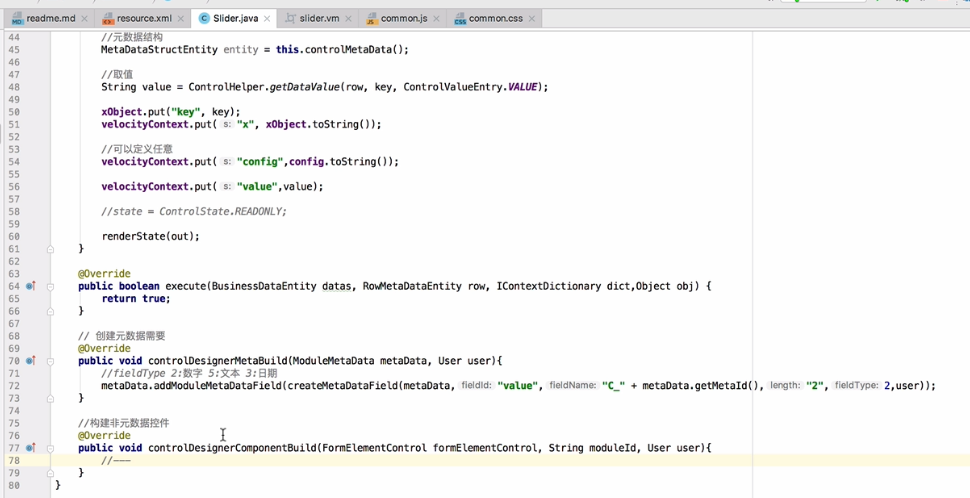 readme.md resource.xml Slider.java slider.vm common.js common.css
44 //元数据结构
45 MetaDataStructEntity entity = this.controlMetaData();
46
47 //取值
48 String value = ControlHelper.getDataValue(row, key, ControlValueEntry.VALUE);
49
50 xObject.put("key", key);
51 velocityContext.put( s: "x", xObject.toString());
52
53 //可以定义任意
54 velocityContext.put( s: "config",config.toString());
55
56 velocityContext.put( s: "value",value);
57
58 //state = ControlState.READONLY;
59
60 renderState(out);
61 }
62
63 @Override
64 public boolean execute(BusinessDataEntity datas, RowMetaDataEntity row, IContextDictionary dict,Object obj) {
65 return true;
66 }
67
68 // 创建元数据需要
69 @Override
70 public void controlDesignerMetaBuild(ModuleMetaData metaData, User user){
71 //fieldType 2:数字 5:文本 3:日期
72 metaData.addModuleMetaDataField(createMetaDataField(metaData, fieldId: "value", fieldName: "C_" + metaData.getMetaId(), length: "2", fieldType: 2,user));
73 }
74
75 //构建非元数据控件
76 @Override
77 public void controlDesignerComponentBuild(FormElementControl formElementControl, String moduleId, User user){
78 //---
79 }
80 }